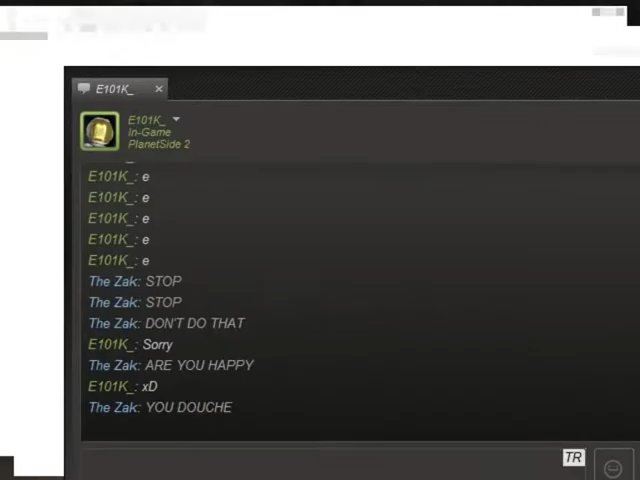 E101K_
E101K_
In-Game
PlanetSide 2
E101K_: e
E101K_: e
E101K_: e
E101K_: e
E101K_: e
The Zak: STOP
The Zak: STOP
The Zak: DON'T DO THAT
E101K_: Sorry
The Zak: ARE YOU HAPPY
E101K_: xD
The Zak: YOU DOUCHE
TR